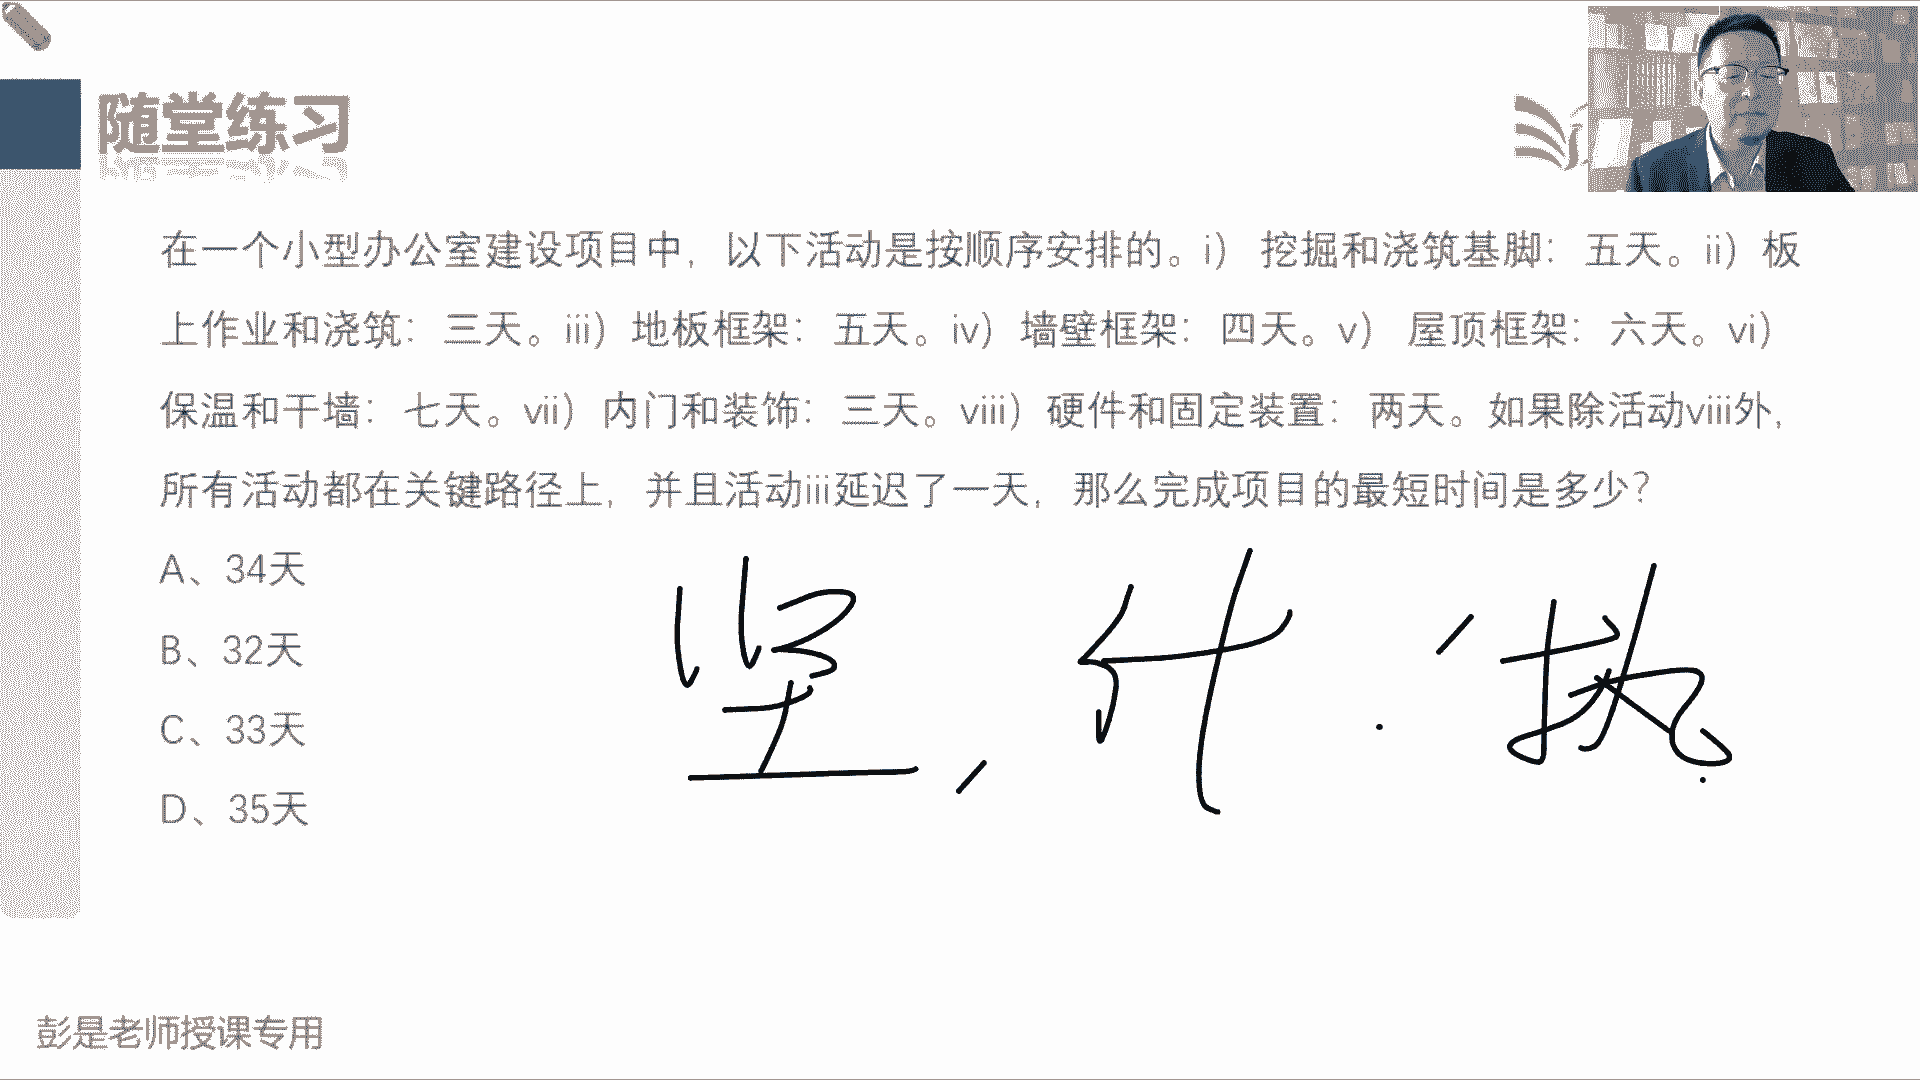 随堂练习
在一个小型办公室建设项目中，以下活动是按顺序安排的。i） 挖掘和浇筑基脚：五天。ii）板
上作业和浇筑：三天。iii）地板框架：五天。iv）墙壁框架：四天。v） 屋顶框架：六天。vi）
保温和干墙：七天。vii）内门和装饰：三天。viii）硬件和固定装置：两天。如果除活动viii外，
所有活动都在关键路径上，并且活动iii延迟了一天，那么完成项目的最短时间是多少？
A、34天
B、32天
C、33天
D、35天
彭是老师授课专用